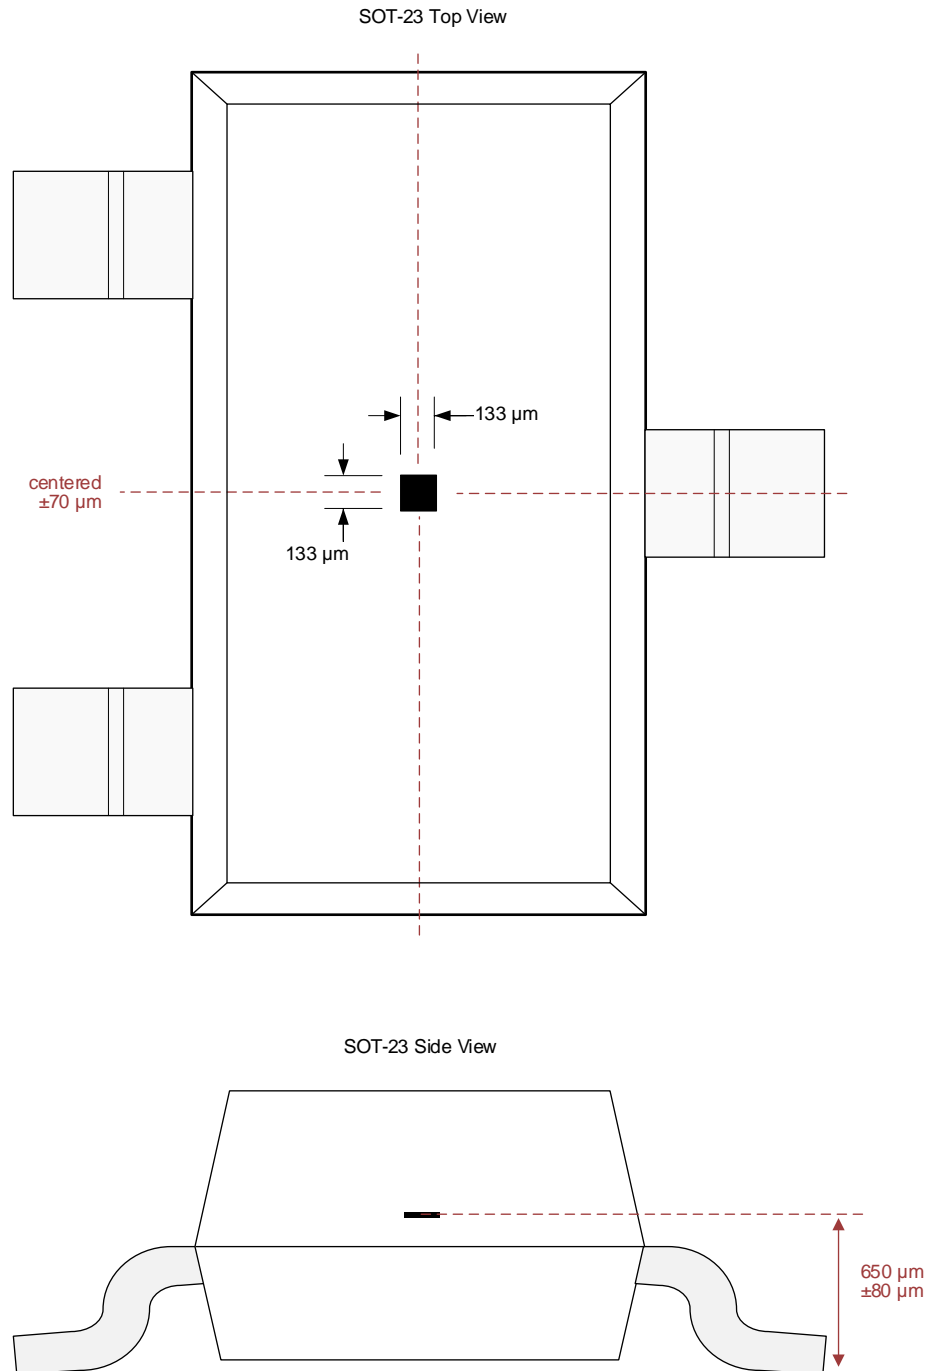 SOT-23 Top View
133 µm
centered
±70 µm
133 µm
SOT-23 Side View
650 µm
±80 µm